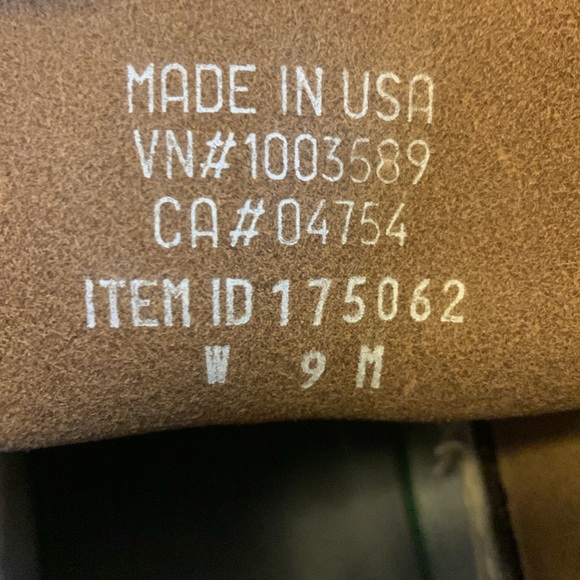 MADE IN USA
VN#1003589
CA#04754
ITEM ID 175062
W 9 M